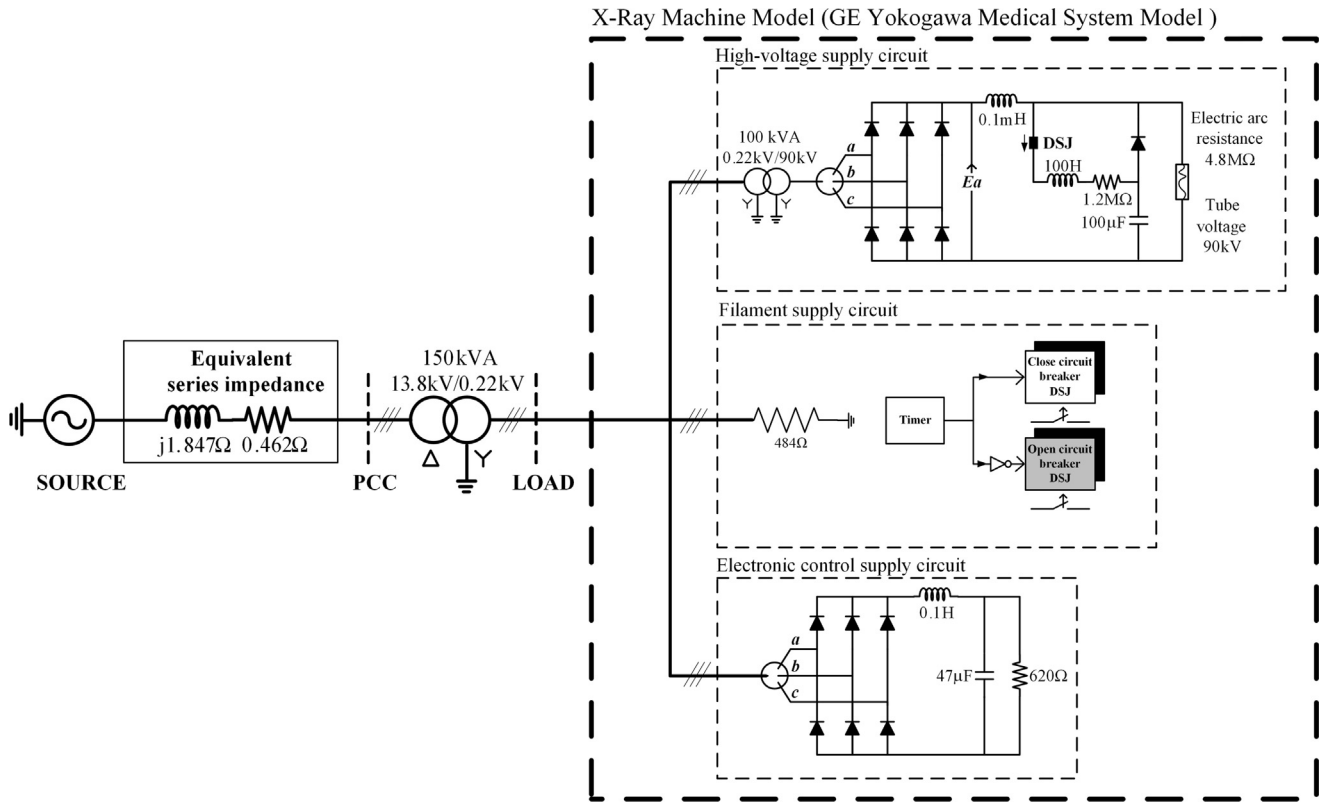 X-Ray Machine Model (GE Yokogawa Medical System Model )
High-voltage supply circuit
100 kVA
0.22kV/90kV
a
b
c
Ea
0.1mH
DSJ
100H
1.2MΩ
100μF
Electric arc
resistance
4.8MΩ
Tube
voltage
90kV
Equivalent
series impedance
j1.847Ω 0.462Ω
SOURCE
PCC
150kVA
13.8kV/0.22kV
Δ
Y
LOAD
Filament supply circuit
484Ω
Timer
Close circuit
breaker
DSJ
Open circuit
breaker
DSJ
Electronic control supply circuit
a
b
c
0.1H
47μF
620Ω